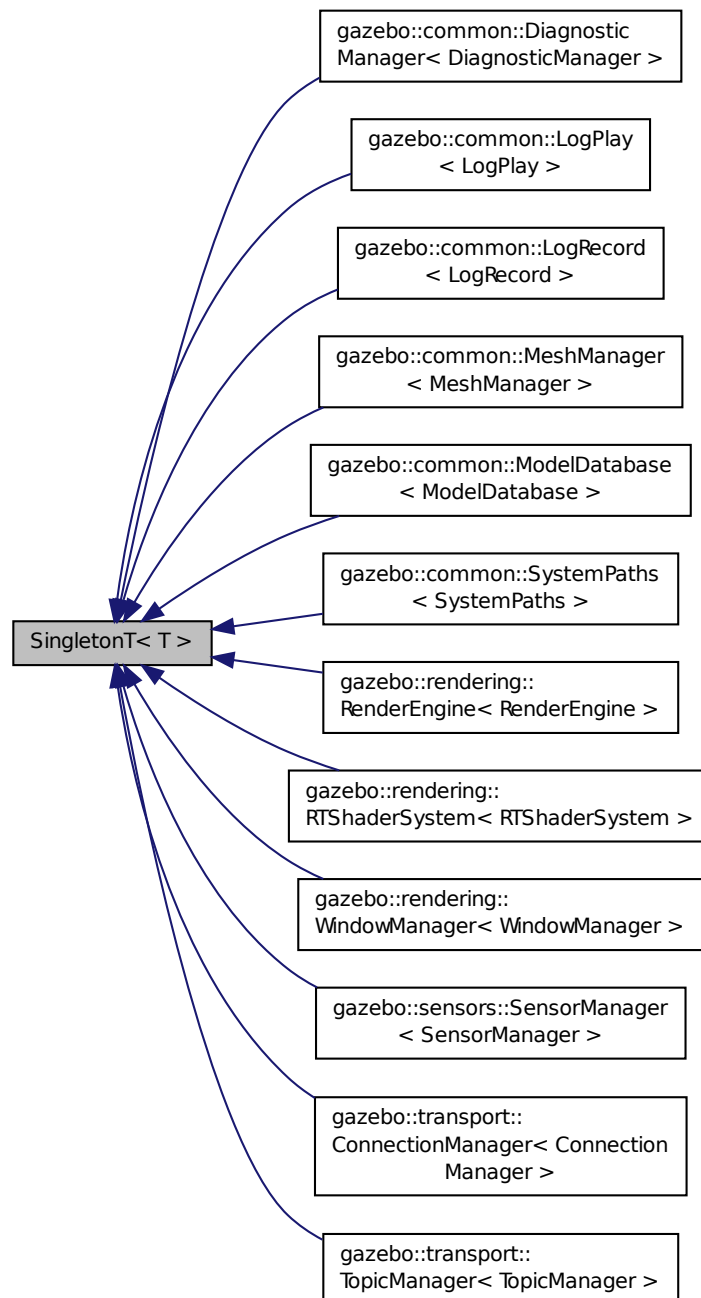 gazebo::common::Diagnostic
Manager< DiagnosticManager >
gazebo::common::LogPlay
< LogPlay >
gazebo::common::LogRecord
< LogRecord >
gazebo::common::MeshManager
< MeshManager >
gazebo::common::ModelDatabase
< ModelDatabase >
gazebo::common::SystemPaths
< SystemPaths >
SingletonT< T >
gazebo::rendering::
RenderEngine< RenderEngine >
gazebo::rendering::
RTShaderSystem< RTShaderSystem >
gazebo::rendering::
WindowManager< WindowManager >
gazebo::sensors::SensorManager
< SensorManager >
gazebo::transport::
ConnectionManager< Connection
Manager >
gazebo::transport::
TopicManager< TopicManager >